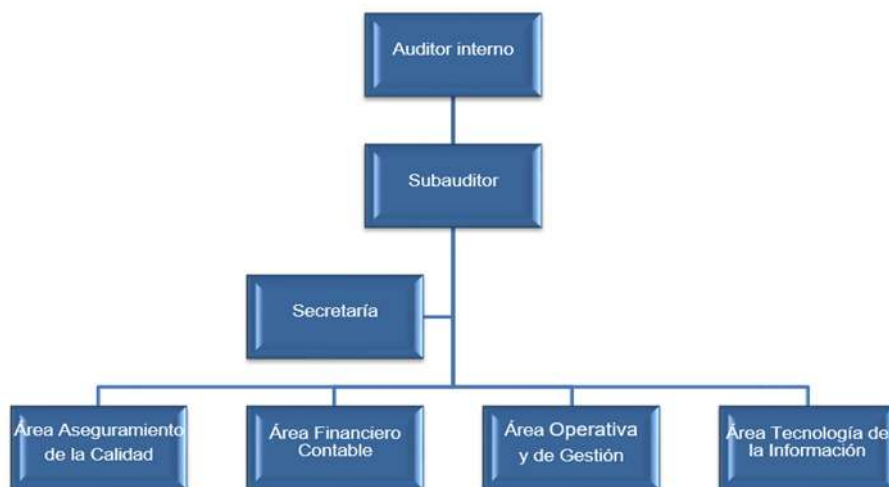 Auditor interno
Subauditor
Secretaría
Área Aseguramiento
de la Calidad
Área Financiero
Contable
Área Operativa
y de Gestión
Área Tecnología de
la Información